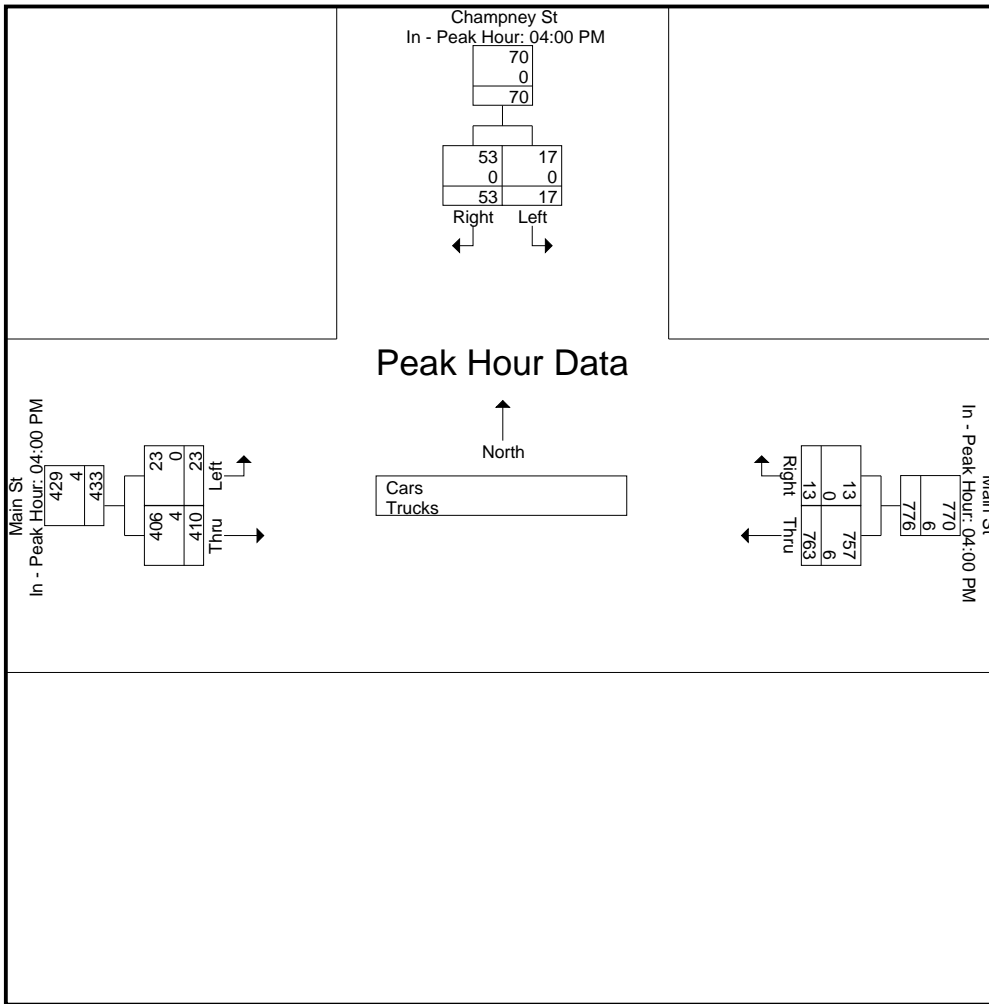 Champney St
In - Peak Hour: 04:00 PM
70
0
70
53 17
0 0
53 17
Right Left
Peak Hour Data
North
Cars
Trucks
Main St
In - Peak Hour: 04:00 PM
429
4
433
23
0
23
Left
406
4
410
Thru
Main St
In - Peak Hour: 04:00 PM
770
6
776
13
0
13
Right
757
6
763
Thru